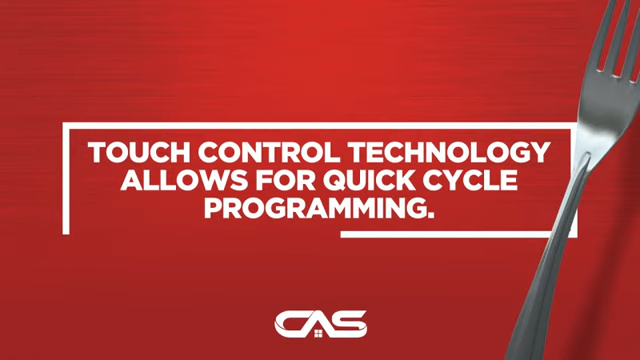 TOUCH CONTROL TECHNOLOGY
ALLOWS FOR QUICK CYCLE
PROGRAMMING.
CAS